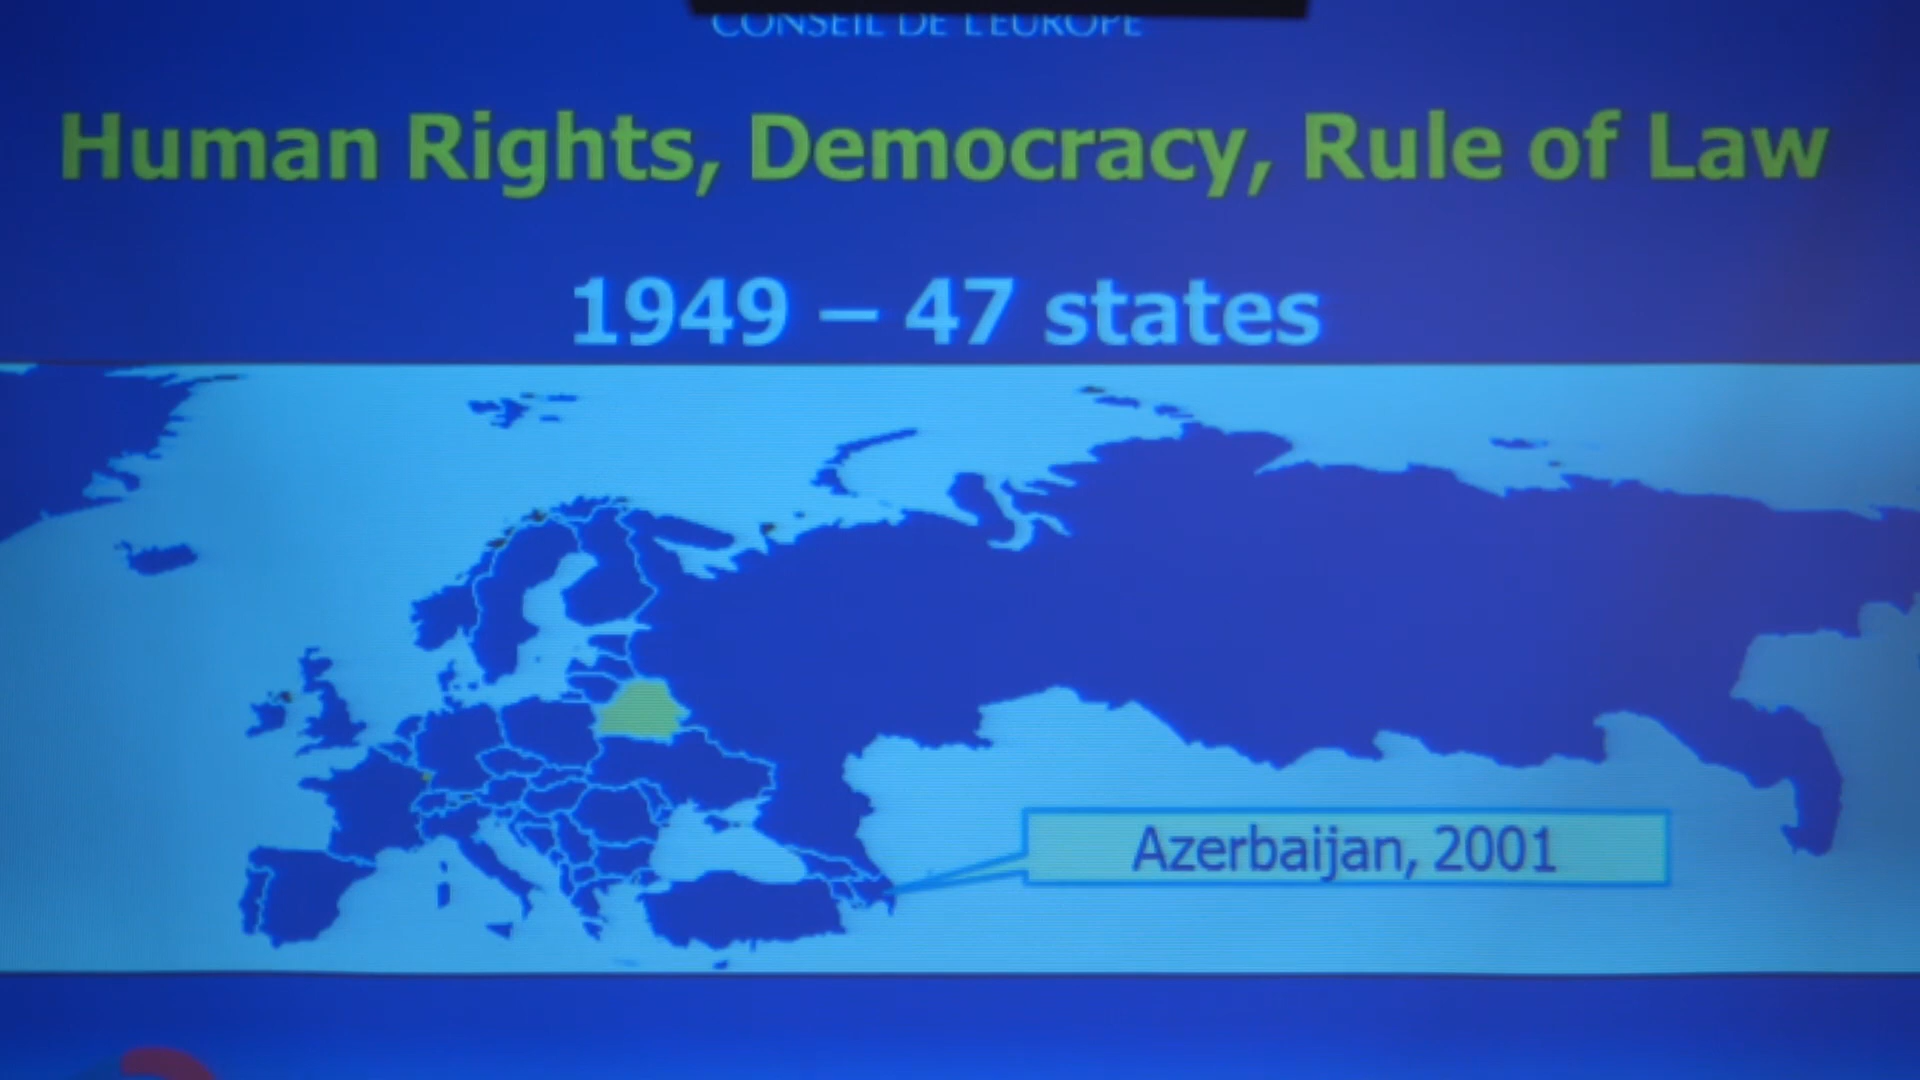 CONSEIL DE L'EUROPE
Human Rights, Democracy, Rule of Law
1949 – 47 states
Azerbaijan, 2001